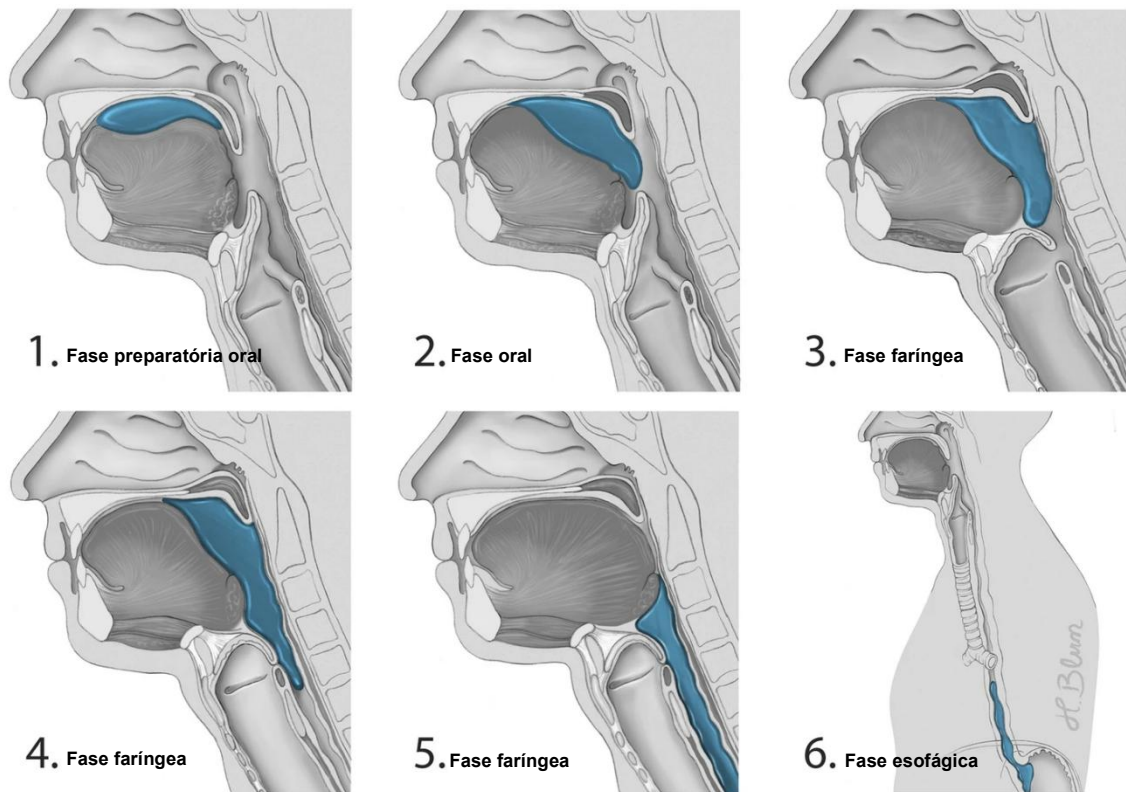 1. Fase preparatória oral
2. Fase oral
3. Fase faríngea
4. Fase faríngea
5. Fase faríngea
6. Fase esofágica
H. Blum